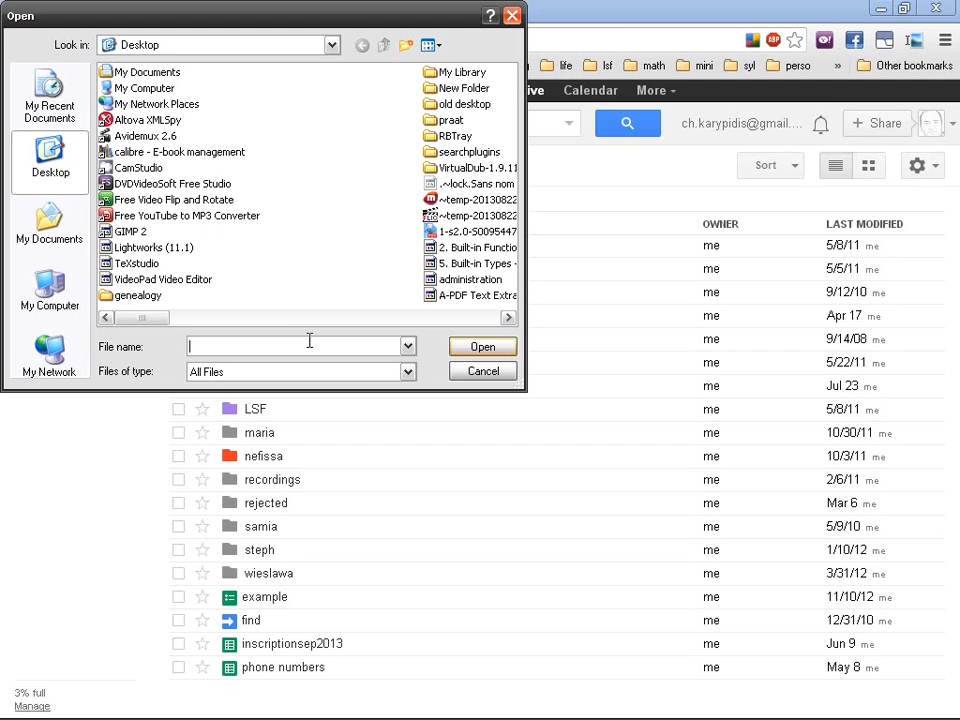 Open
Look in: Desktop
life lsf math mini syl perso » Other bookmarks
ive Calendar More
ch.karypidis@gmail.... Share
Sort
My Recent Documents
Desktop
My Documents
My Computer
My Network
My Documents
My Computer
My Network Places
Altova XMLSpy
Avidemux 2.6
calibre - E-book management
CamStudio
DVDVideoSoft Free Studio
Free Video Flip and Rotate
Free YouTube to MP3 Converter
GIMP 2
Lightworks (11.1)
TeXstudio
VideoPad Video Editor
genealogy
My Library
New Folder
old desktop
praat
RBTray
searchplugins
VirtualDub-1.9.11
.~lock.Sans nom
~temp-20130822
~temp-20130822
1-s2.0-S0095447
2. Built-in Functio
5. Built-in Types -
administration
A-PDF Text Extra
File name: Open
Files of type: All Files Cancel
OWNER LAST MODIFIED
me 5/8/11 me
me 5/5/11 me
me 9/12/10 me
me Apr 17 me
me 9/14/08 me
me 5/22/11 me
me Jul 23 me
LSF me 5/8/11 me
maria me 10/30/11 me
nefissa me 10/3/11 me
recordings me 2/6/11 me
rejected me Mar 6 me
samia me 5/9/10 me
steph me 1/10/12 me
wieslawa me 3/31/12 me
example me 11/10/12 me
find me 12/31/10 me
inscriptionsep2013 me Jun 9 me
phone numbers me May 8 me
3% full
Manage